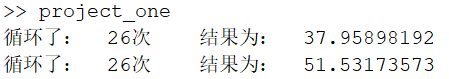 >> project_one
循环了： 26次 结果为： 37.95898192
循环了： 26次 结果为： 51.53173573